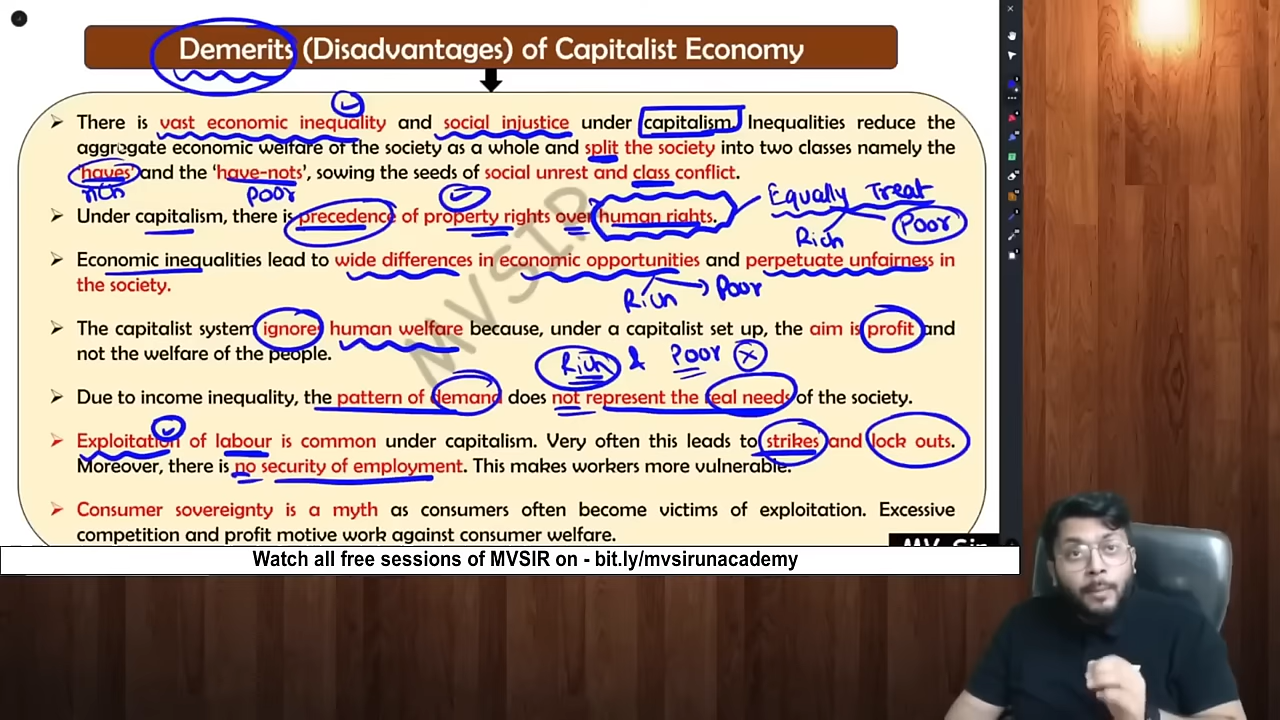 Demerits (Disadvantages) of Capitalist Economy
➢ There is vast economic inequality and social injustice under capitalism. Inequalities reduce the
aggregate economic welfare of the society as a whole and split the society into two classes namely the
'haves' and the 'have-nots', sowing the seeds of social unrest and class conflict.
rich Poor
Equally Treat
➢ Under capitalism, there is precedence of property rights over human rights.
Rich Poor
➢ Economic inequalities lead to wide differences in economic opportunities and perpetuate unfairness in
the society.
Rich Poor
➢ The capitalist system ignores human welfare because, under a capitalist set up, the aim is profit and
not the welfare of the people.
Rich & Poor
➢ Due to income inequality, the pattern of demand does not represent the real needs of the society.
➢ Exploitation of labour is common under capitalism. Very often this leads to strikes and lock outs.
Moreover, there is no security of employment. This makes workers more vulnerable.
➢ Consumer sovereignty is a myth as consumers often become victims of exploitation. Excessive
competition and profit motive work against consumer welfare.
MVSIR
Watch all free sessions of MVSIR on - bit.ly/mvsirunacademy